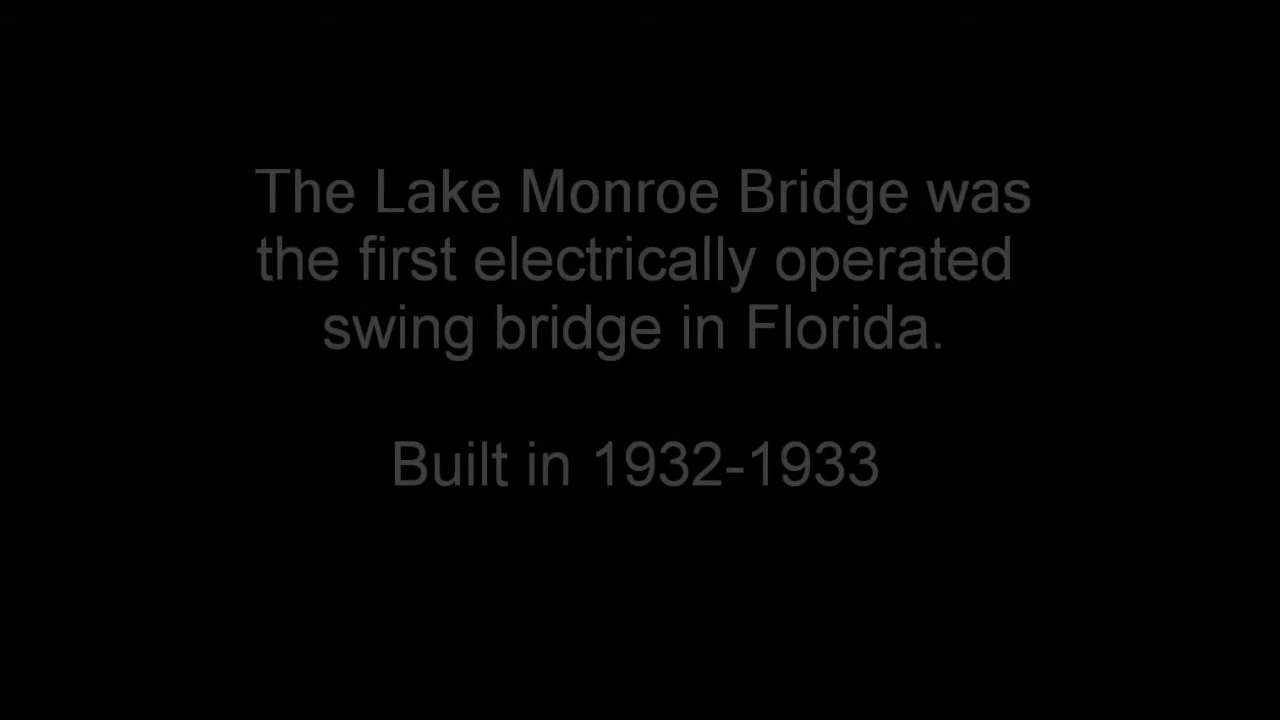 The Lake Monroe Bridge was
the first electrically operated
swing bridge in Florida.
Built in 1932-1933